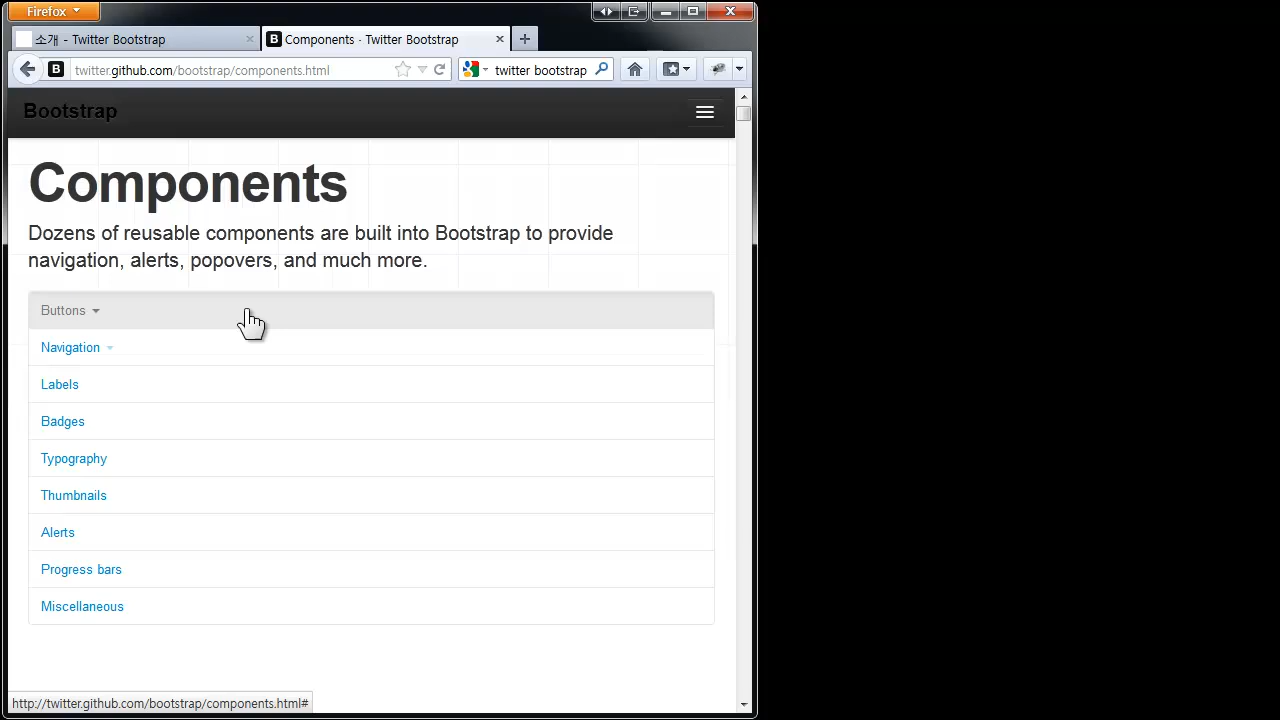 Firefox
소개 - Twitter Bootstrap
Components · Twitter Bootstrap
twitter.github.com/bootstrap/components.html
twitter bootstrap
Bootstrap
Components
Dozens of reusable components are built into Bootstrap to provide
navigation, alerts, popovers, and much more.
Buttons
Navigation
Labels
Badges
Typography
Thumbnails
Alerts
Progress bars
Miscellaneous
http://twitter.github.com/bootstrap/components.html#